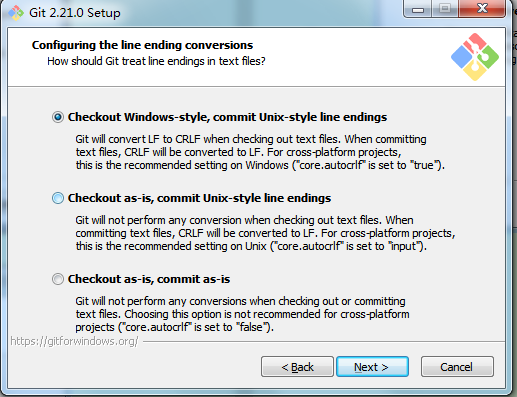 Git 2.21.0 Setup
Configuring the line ending conversions
How should Git treat line endings in text files?
Checkout Windows-style, commit Unix-style line endings
Git will convert LF to CRLF when checking out text files. When committing
text files, CRLF will be converted to LF. For cross-platform projects,
this is the recommended setting on Windows ("core.autocrlf" is set to "true").
Checkout as-is, commit Unix-style line endings
Git will not perform any conversion when checking out text files. When
committing text files, CRLF will be converted to LF. For cross-platform projects,
this is the recommended setting on Unix ("core.autocrlf" is set to "input").
Checkout as-is, commit as-is
Git will not perform any conversions when checking out or committing
text files. Choosing this option is not recommended for cross-platform
projects ("core.autocrlf" is set to "false").
https://gitforwindows.org/
< Back
Next >
Cancel